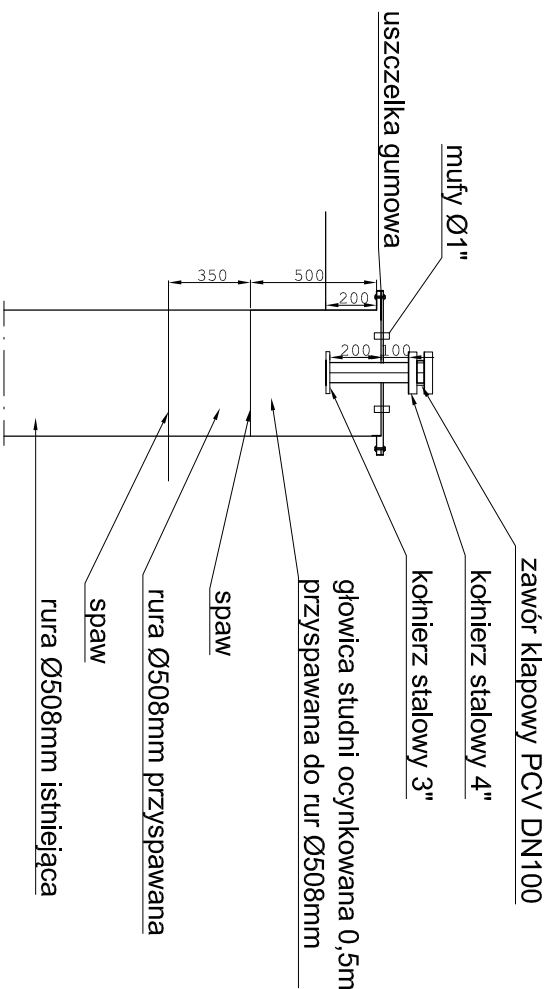 uszczelka gumowa
mufy Ø1"
350
500
200
200
100
zawór klapowy PCV DN100
kołnierz stalowy 4"
kołnierz stalowy 3"
głowica studni ocynkowana 0,5m
przyspawana do rur Ø508mm
spaw
rura Ø508mm przyspawana
spaw
rura Ø508mm istniejąca